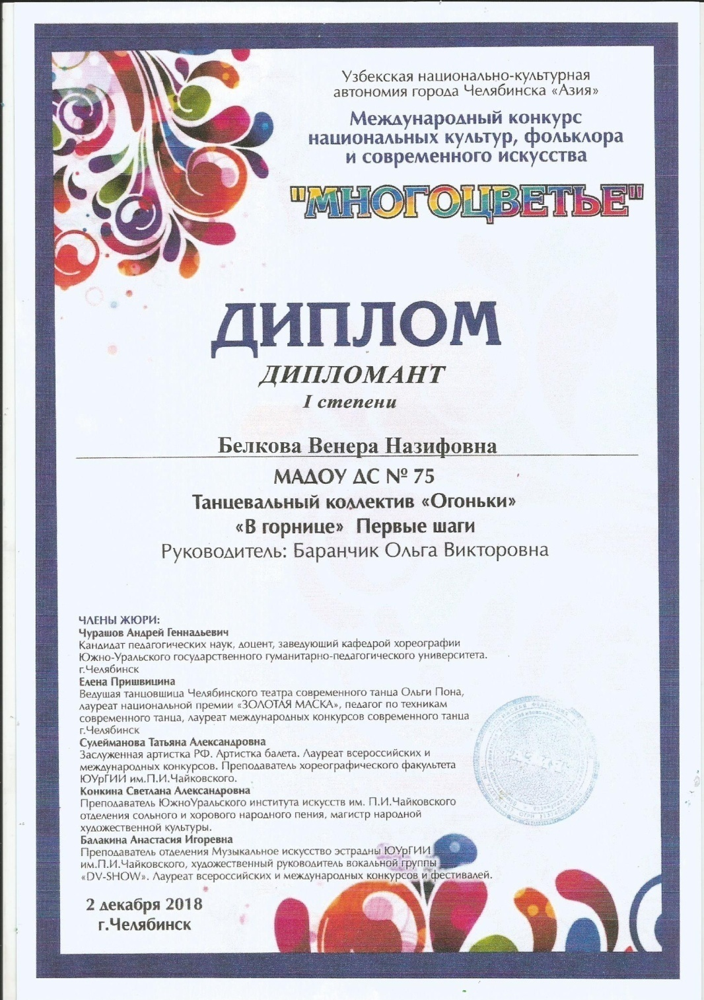 Узбекская национально-культурная
автономия города Челябинска «Азия»
Международный конкурс
национальных культур, фольклора
и современного искусства
"МНОГОЦВЕТЬЕ"
ДИПЛОМ
ДИПЛОМАНТ
I степени
Белкова Венера Назифовна
МАДОУ ДС № 75
Танцевальный коллектив «Огоньки»
«В горнице» Первые шаги
Руководитель: Баранчик Ольга Викторовна
ЧЛЕНЫ ЖЮРИ:
Чурашов Андрей Геннадьевич
Кандидат педагогических наук, доцент, заведующий кафедрой хореографии
Южно-Уральского государственного гуманитарно-педагогического университета.
г.Челябинск
Елена Пришвицина
Ведущая танцовщица Челябинского театра современного танца Ольги Пона,
лауреат национальной премии «ЗОЛОТАЯ МАСКА», педагог по техникам
современного танца, лауреат международных конкурсов современного танца
г.Челябинск
Сулейманова Татьяна Александровна
Заслуженная артистка РФ. Артистка балета. Лауреат всероссийских и
международных конкурсов. Преподаватель хореографического факультета
ЮУрГИИ им.П.И.Чайковского.
Конкина Светлана Александровна
Преподаватель ЮжноУральского института искусств им. П.И.Чайковского
отделения сольного и хорового народного пения, магистр народной
художественной культуры.
Балакина Анастасия Игоревна
Преподаватель отделения Музыкальное искусство эстрадны ЮУрГИИ
им.П.И.Чайковского, художественный руководитель вокальной группы
«DV-SHOW». Лауреат всероссийских и международных конкурсов и фестивалей.
2 декабря 2018
г.Челябинск